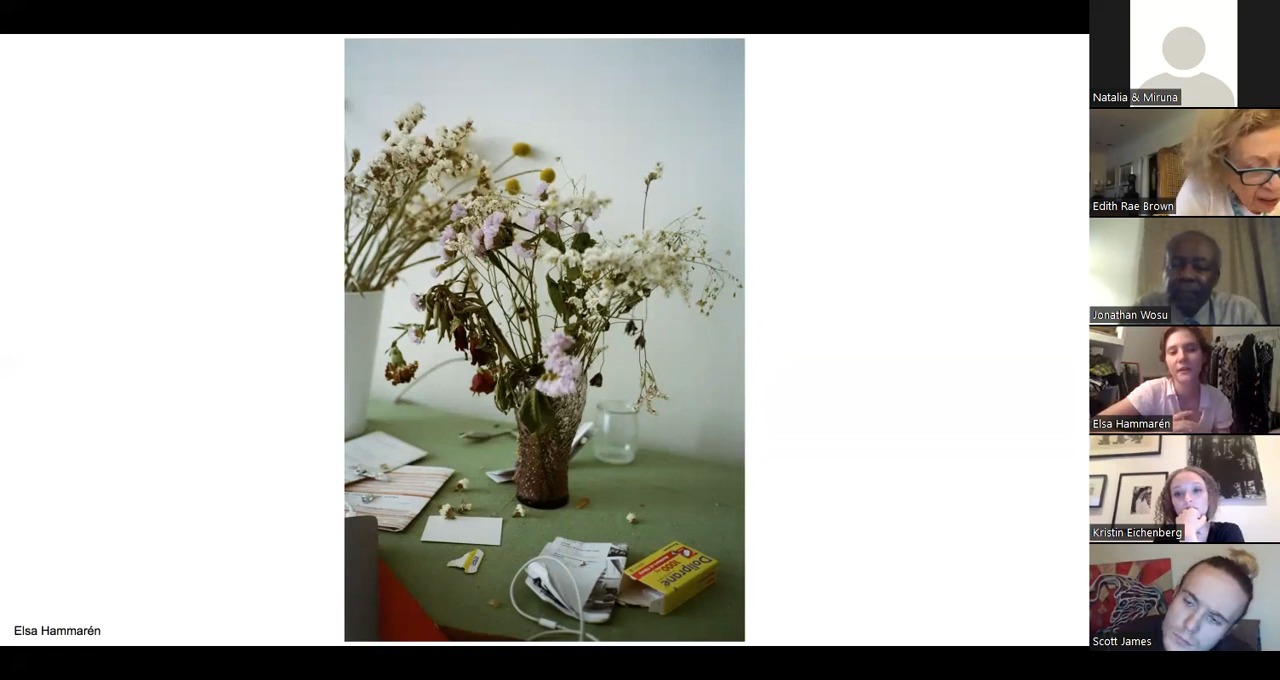 Natalia & Miruna
Edith Rae Brown
Jonathan Wosu
Elsa Hammarén
Kristin Eichenberg
Scott James
Doliprane
1000
Elsa Hammarén